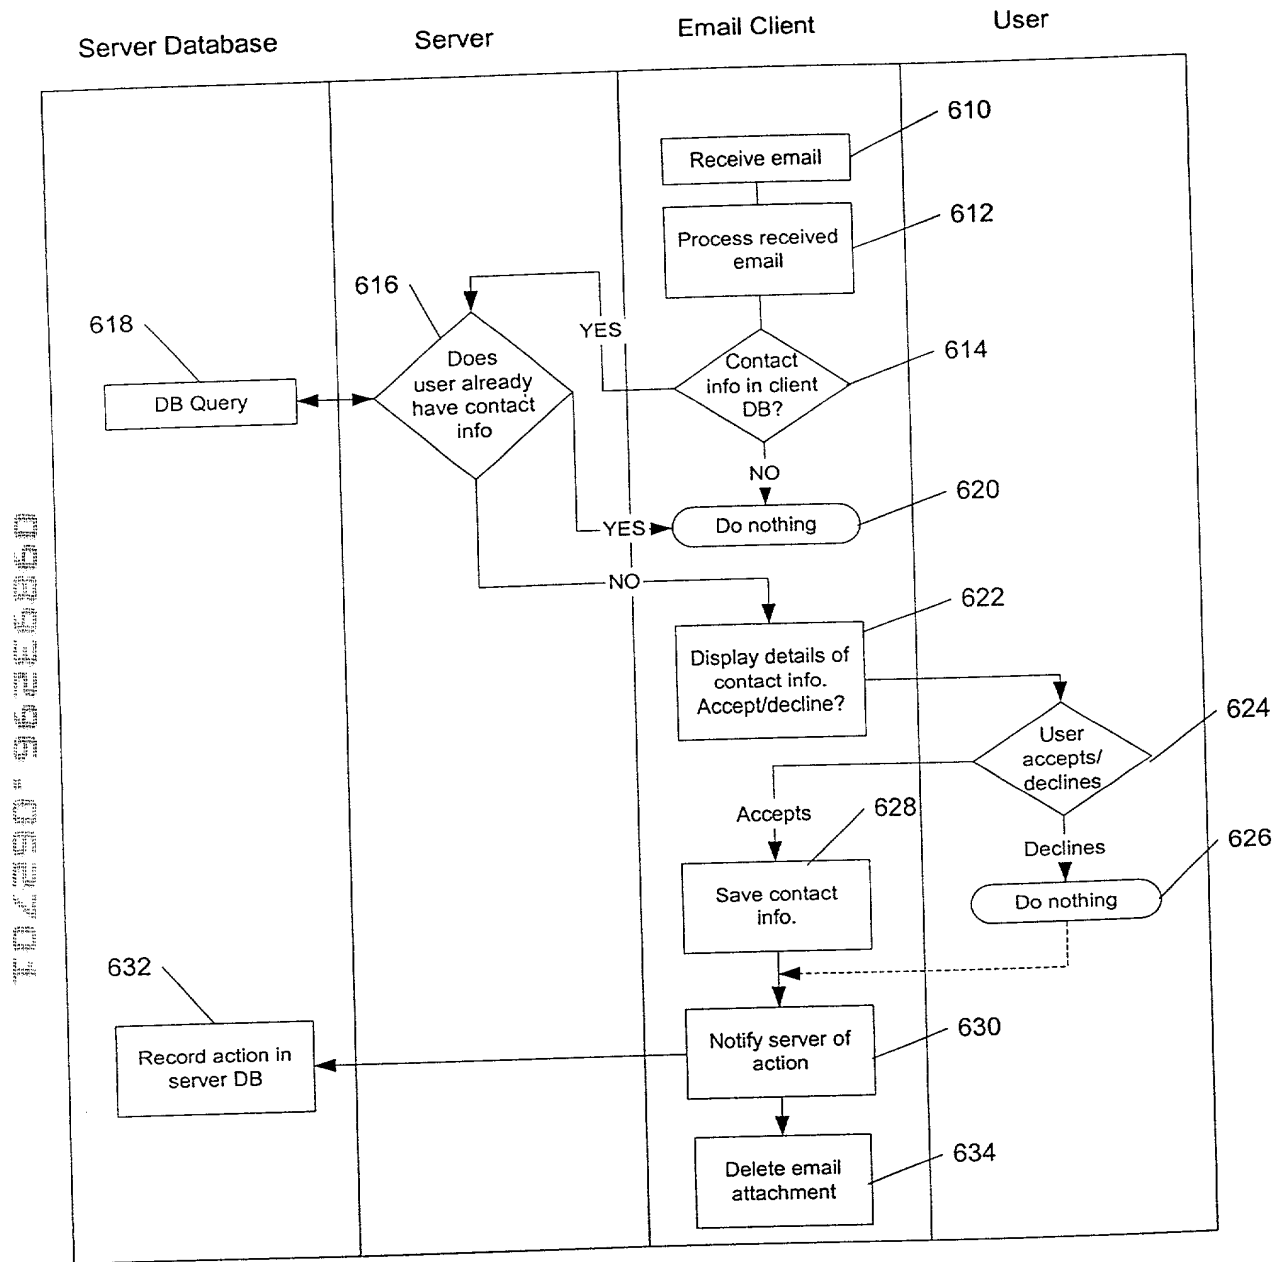 Server Database
Server
Email Client
User
610
Receive email
612
Process received
email
616
618
YES
614
Contact
info in client
DB?
Does
user already
have contact
info
DB Query
NO
620
Do nothing
YES
NO
622
Display details of
contact info.
Accept/decline?
624
User
accepts/
declines
Accepts
628
Declines
626
Save contact
info.
Do nothing
632
630
Notify server of
action
Record action in
server DB
634
Delete email
attachment
09893296.062701